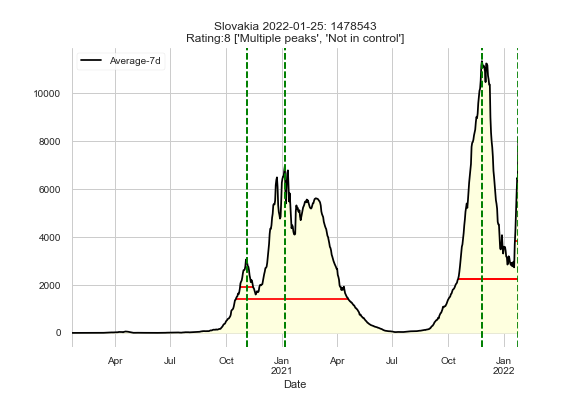 Slovakia 2022-01-25: 1478543
Rating:8 ['Multiple peaks', 'Not in control']
Average-7d
10000
8000
6000
4000
2000
0
Apr
Jul
Oct
Jan
2021
Apr
Jul
Oct
Jan
2022
Date